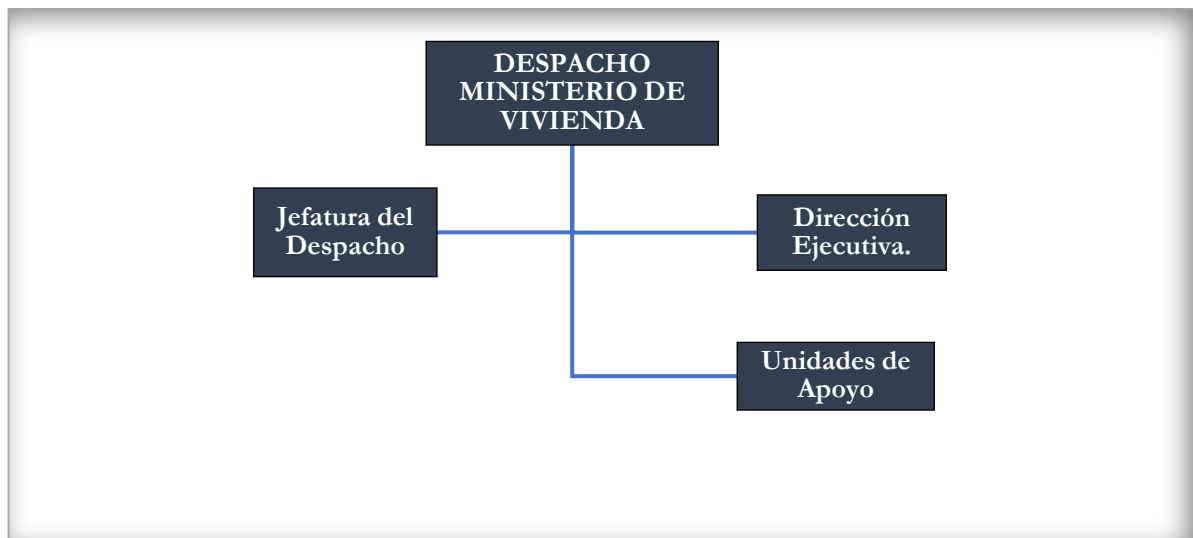 DESPACHO
MINISTERIO DE
VIVIENDA
Jefatura del
Despacho
Dirección
Ejecutiva.
Unidades de
Apoyo